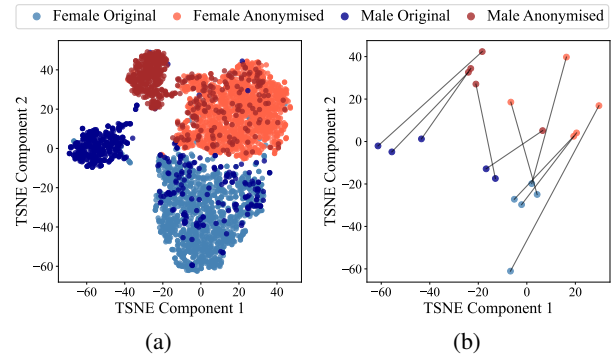 Female Original Female Anonymised Male Original Male Anonymised
40
20
0
−20
−40
−60
TSNE Component 2
−60 −40 −20 0 20 40
TSNE Component 1
(a)
40
20
0
−20
−40
−60
TSNE Component 2
−60 −40 −20 0 20
TSNE Component 1
(b)